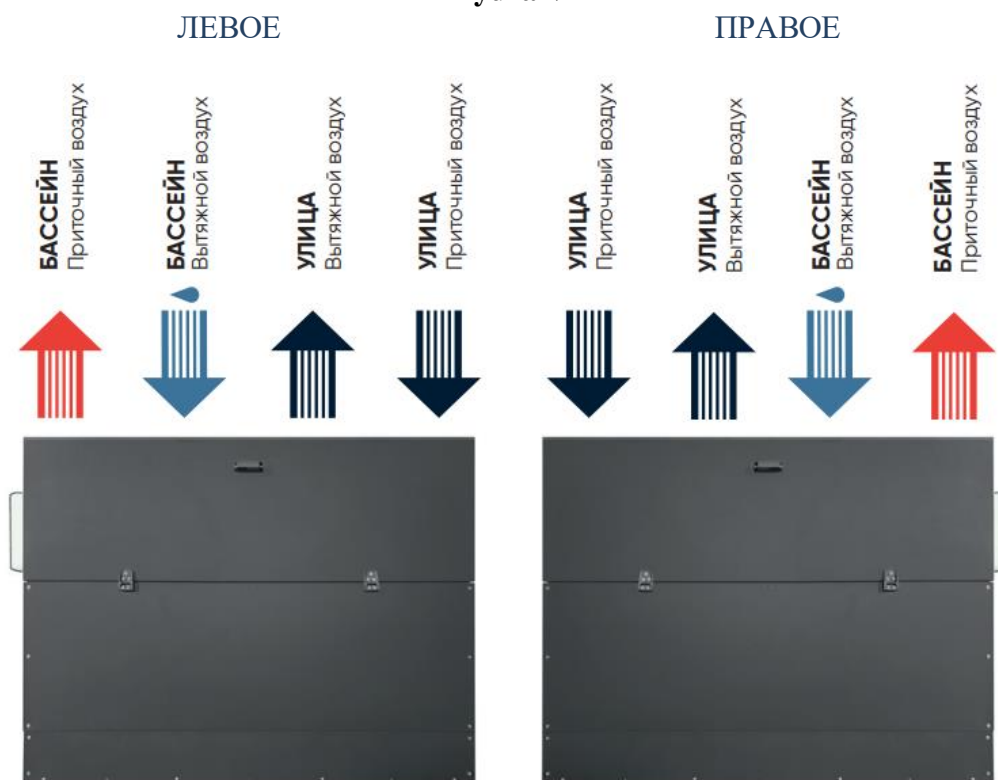 ЛЕВОЕ
ПРАВОЕ
БАССЕЙН
Приточный воздух
БАССЕЙН
Вытяжной воздух
УЛИЦА
Вытяжной воздух
УЛИЦА
Приточный воздух
УЛИЦА
Приточный воздух
УЛИЦА
Вытяжной воздух
БАССЕЙН
Вытяжной воздух
БАССЕЙН
Приточный воздух